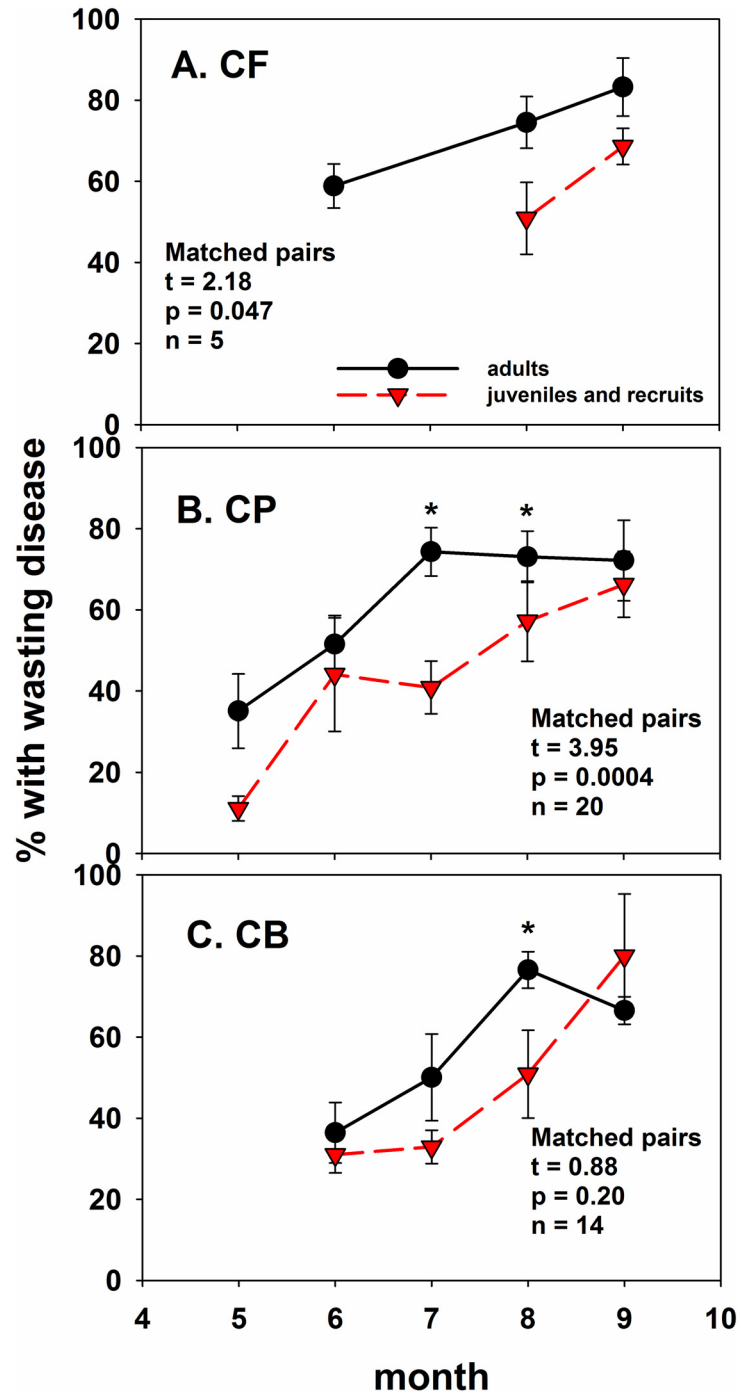 % with wasting disease
100
80
60
40
20
0
A. CF
Matched pairs
t = 2.18
p = 0.047
n = 5
adults
juveniles and recruits
100
80
60
40
20
0
B. CP
*
*
Matched pairs
t = 3.95
p = 0.0004
n = 20
100
80
60
40
20
0
C. CB
*
Matched pairs
t = 0.88
p = 0.20
n = 14
4 5 6 7 8 9 10
month